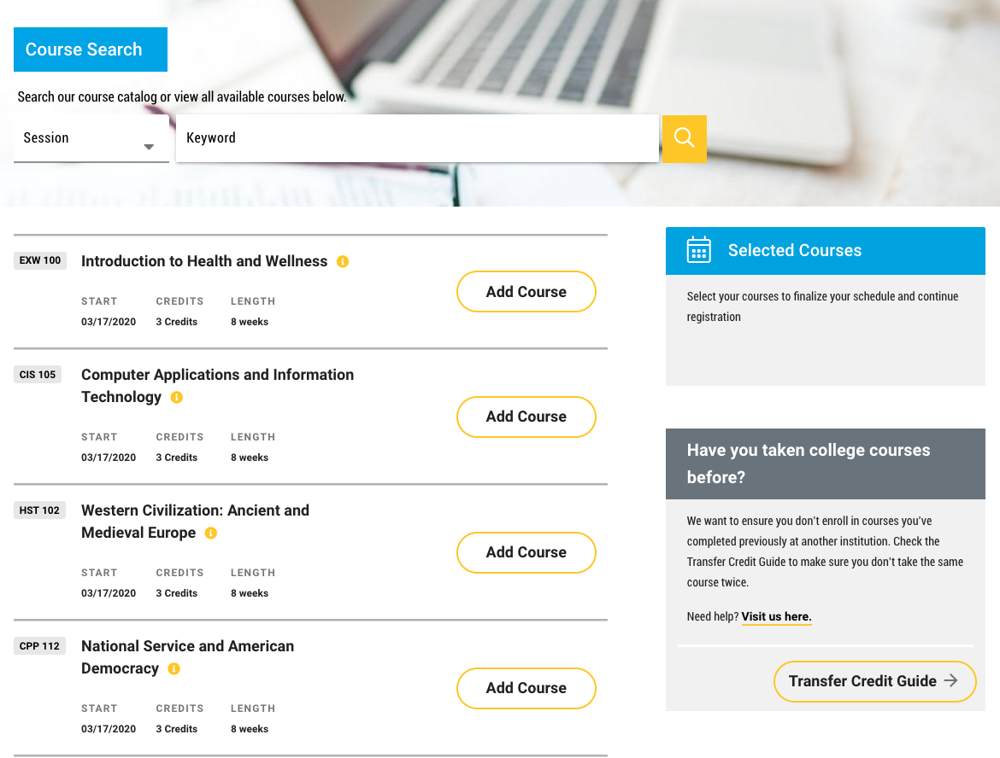 Course Search
Search our course catalog or view all available courses below.
Session
Keyword
EXW 100
Introduction to Health and Wellness
START CREDITS LENGTH
03/17/2020 3 Credits 8 weeks
Add Course
CIS 105
Computer Applications and Information
Technology
START CREDITS LENGTH
03/17/2020 3 Credits 8 weeks
Add Course
HST 102
Western Civilization: Ancient and
Medieval Europe
START CREDITS LENGTH
03/17/2020 3 Credits 8 weeks
Add Course
CPP 112
National Service and American
Democracy
START CREDITS LENGTH
03/17/2020 3 Credits 8 weeks
Add Course
Selected Courses
Select your courses to finalize your schedule and continue
registration
Have you taken college courses
before?
We want to ensure you don't enroll in courses you've
completed previously at another institution. Check the
Transfer Credit Guide to make sure you don't take the same
course twice.
Need help? Visit us here.
Transfer Credit Guide →